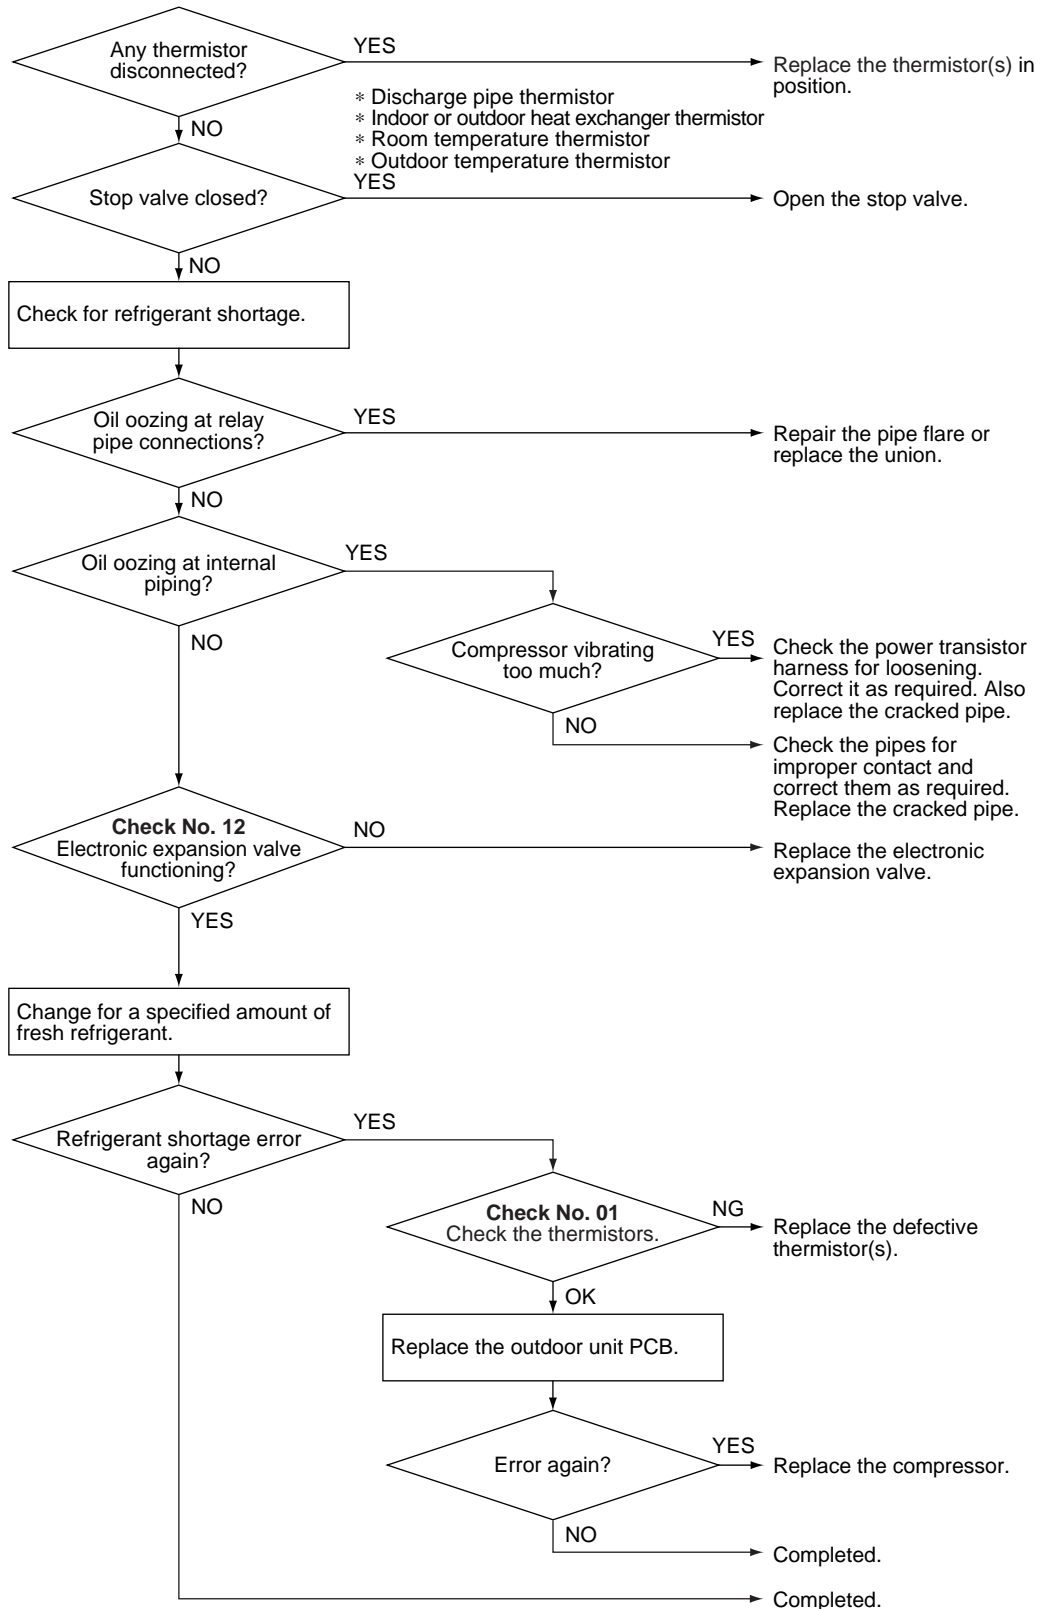 Any thermistor
disconnected?
YES
Replace the thermistor(s) in
position.
∗ Discharge pipe thermistor
∗ Indoor or outdoor heat exchanger thermistor
∗ Room temperature thermistor
∗ Outdoor temperature thermistor
NO
Stop valve closed?
YES
Open the stop valve.
NO
Check for refrigerant shortage.
Oil oozing at relay
pipe connections?
YES
Repair the pipe flare or
replace the union.
NO
Oil oozing at internal
piping?
YES
NO
Compressor vibrating
too much?
YES
Check the power transistor
harness for loosening.
Correct it as required. Also
replace the cracked pipe.
NO
Check the pipes for
improper contact and
correct them as required.
Replace the cracked pipe.
Check No. 12
Electronic expansion valve
functioning?
NO
Replace the electronic
expansion valve.
YES
Change for a specified amount of
fresh refrigerant.
Refrigerant shortage error
again?
YES
NO
Check No. 01
Check the thermistors.
NG
Replace the defective
thermistor(s).
OK
Replace the outdoor unit PCB.
Error again?
YES
Replace the compressor.
NO
Completed.
Completed.